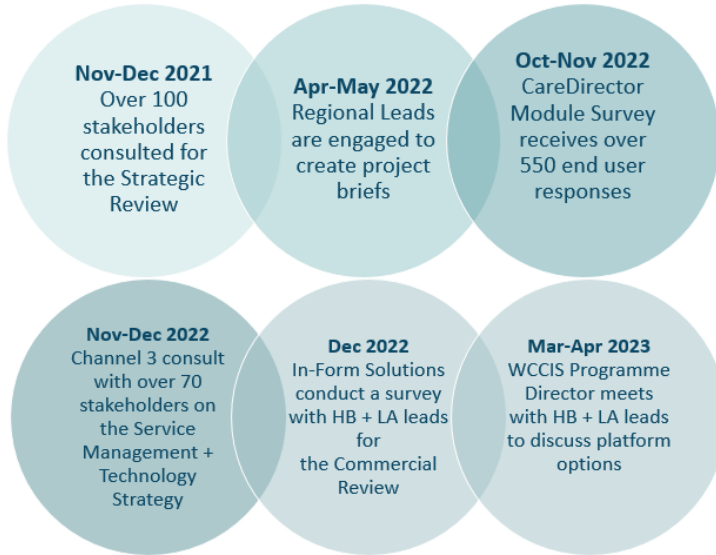 Nov-Dec 2021
Over 100
stakeholders
consulted for
the Strategic
Review
Apr-May 2022
Regional Leads
are engaged to
create project
briefs
Oct-Nov 2022
CareDirector
Module Survey
receives over
550 end user
responses
Nov-Dec 2022
Channel 3 consult
with over 70
stakeholders on
the Service
Management +
Technology
Strategy
Dec 2022
In-Form Solutions
conduct a survey
with HB + LA leads
for
the Commercial
Review
Mar-Apr 2023
WCCIS Programme
Director meets
with HB + LA leads
to discuss platform
options